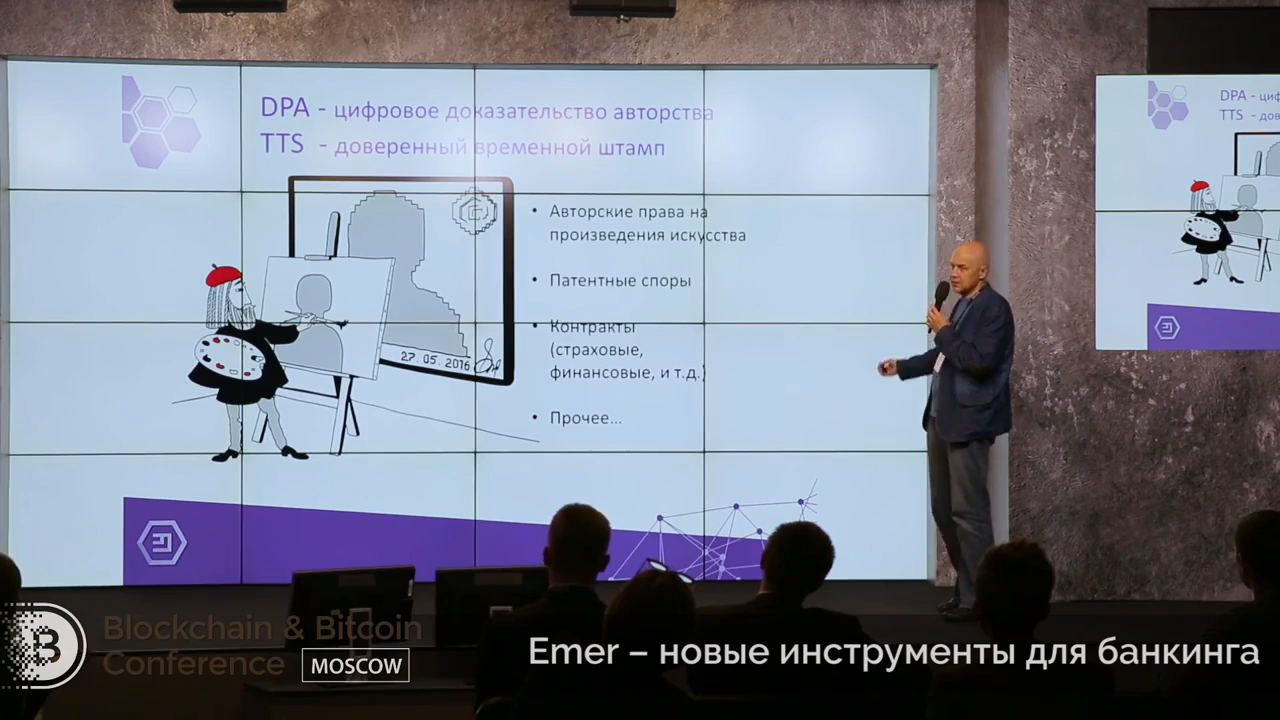 DPA - цифровое доказательство авторства
TTS - доверенный временной штамп
• Авторские права на
произведения искусства
• Патентные споры
• Контракты
(страховые,
финансовые, и т.д.)
• Прочее...
27. 05. 2016
DPA - циф
TTS - дов
Blockchain & Bitcoin
Conference MOSCOW
Emer – новые инструменты для банкинга